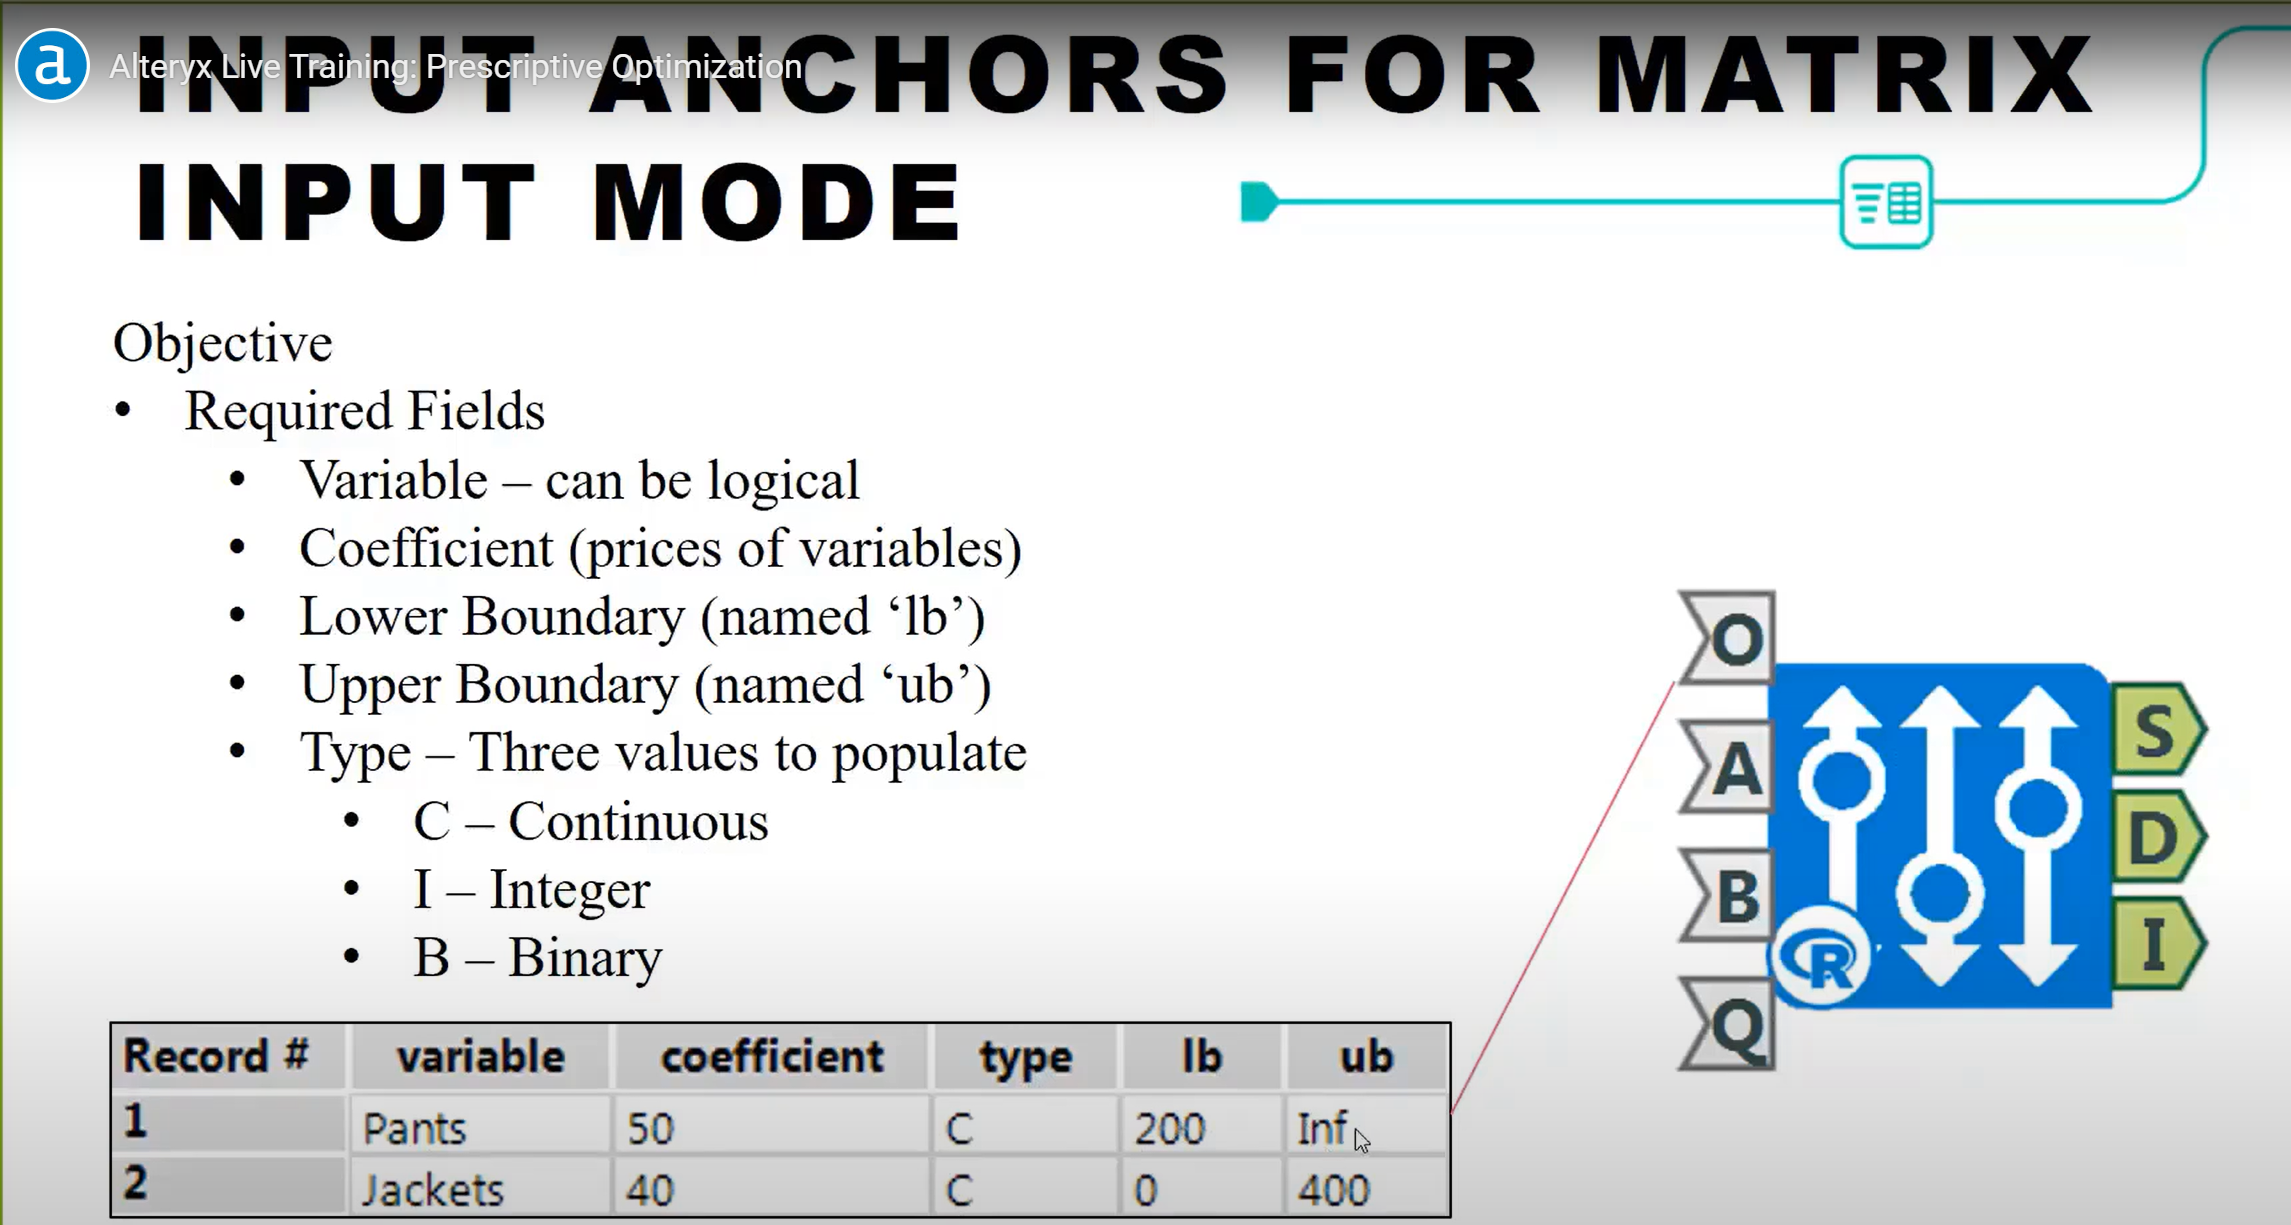 Alteryx Live Training: Prescriptive Optimization
INPUT ANCHORS FOR MATRIX
INPUT MODE
Objective
• Required Fields
• Variable – can be logical
• Coefficient (prices of variables)
• Lower Boundary (named ‘lb’)
• Upper Boundary (named ‘ub’)
• Type – Three values to populate
• C – Continuous
• I – Integer
• B – Binary
Record # variable coefficient type lb ub
1 Pants 50 C 200 Inf
2 Jackets 40 C 0 400
O
A
B
Q
R
S
D
I
a